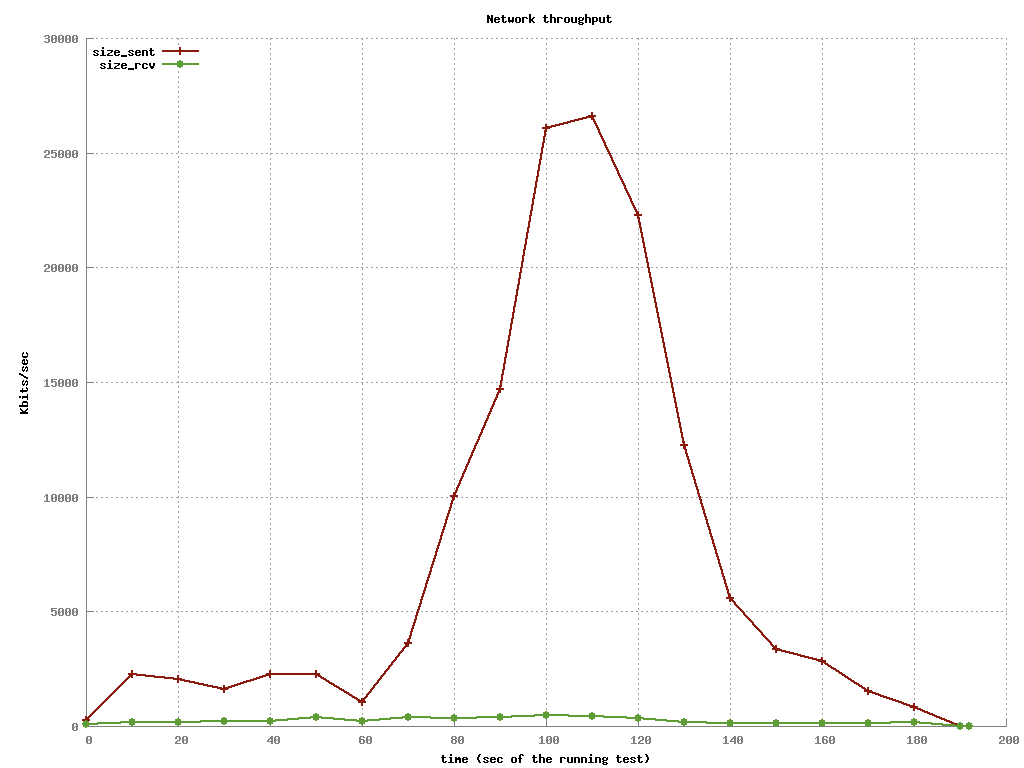 Network throughput
30000
size_sent
size_rcv
25000
20000
15000
Kbits/sec
10000
5000
0
0 20 40 60 80 100 120 140 160 180 200
time (sec of the running test)